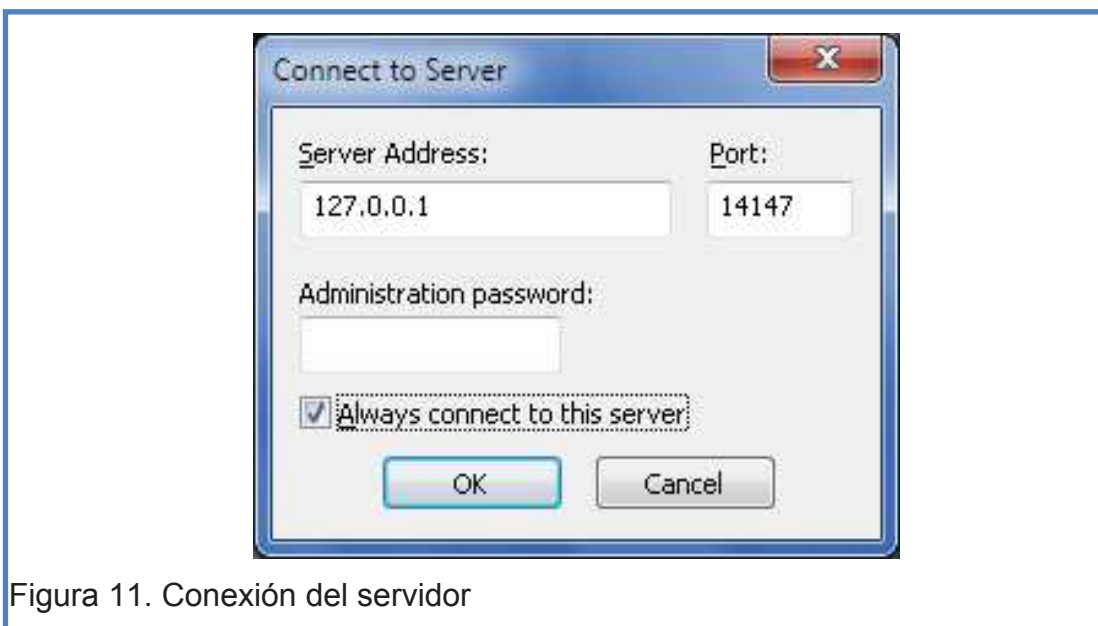 Connect to Server
Server Address: Port:
127.0.0.1 14147
Administration password:
Always connect to this server
OK Cancel
Figura 11. Conexión del servidor